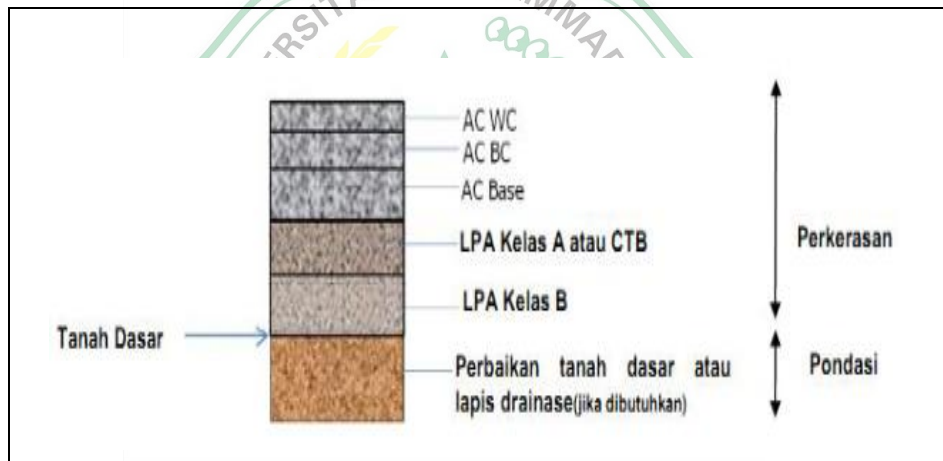 AC WC
AC BC
AC Base
LPA Kelas A atau CTB
Perkerasan
LPA Kelas B
Tanah Dasar
Perbaikan tanah dasar atau
lapis drainase(jika dibutuhkan)
Pondasi